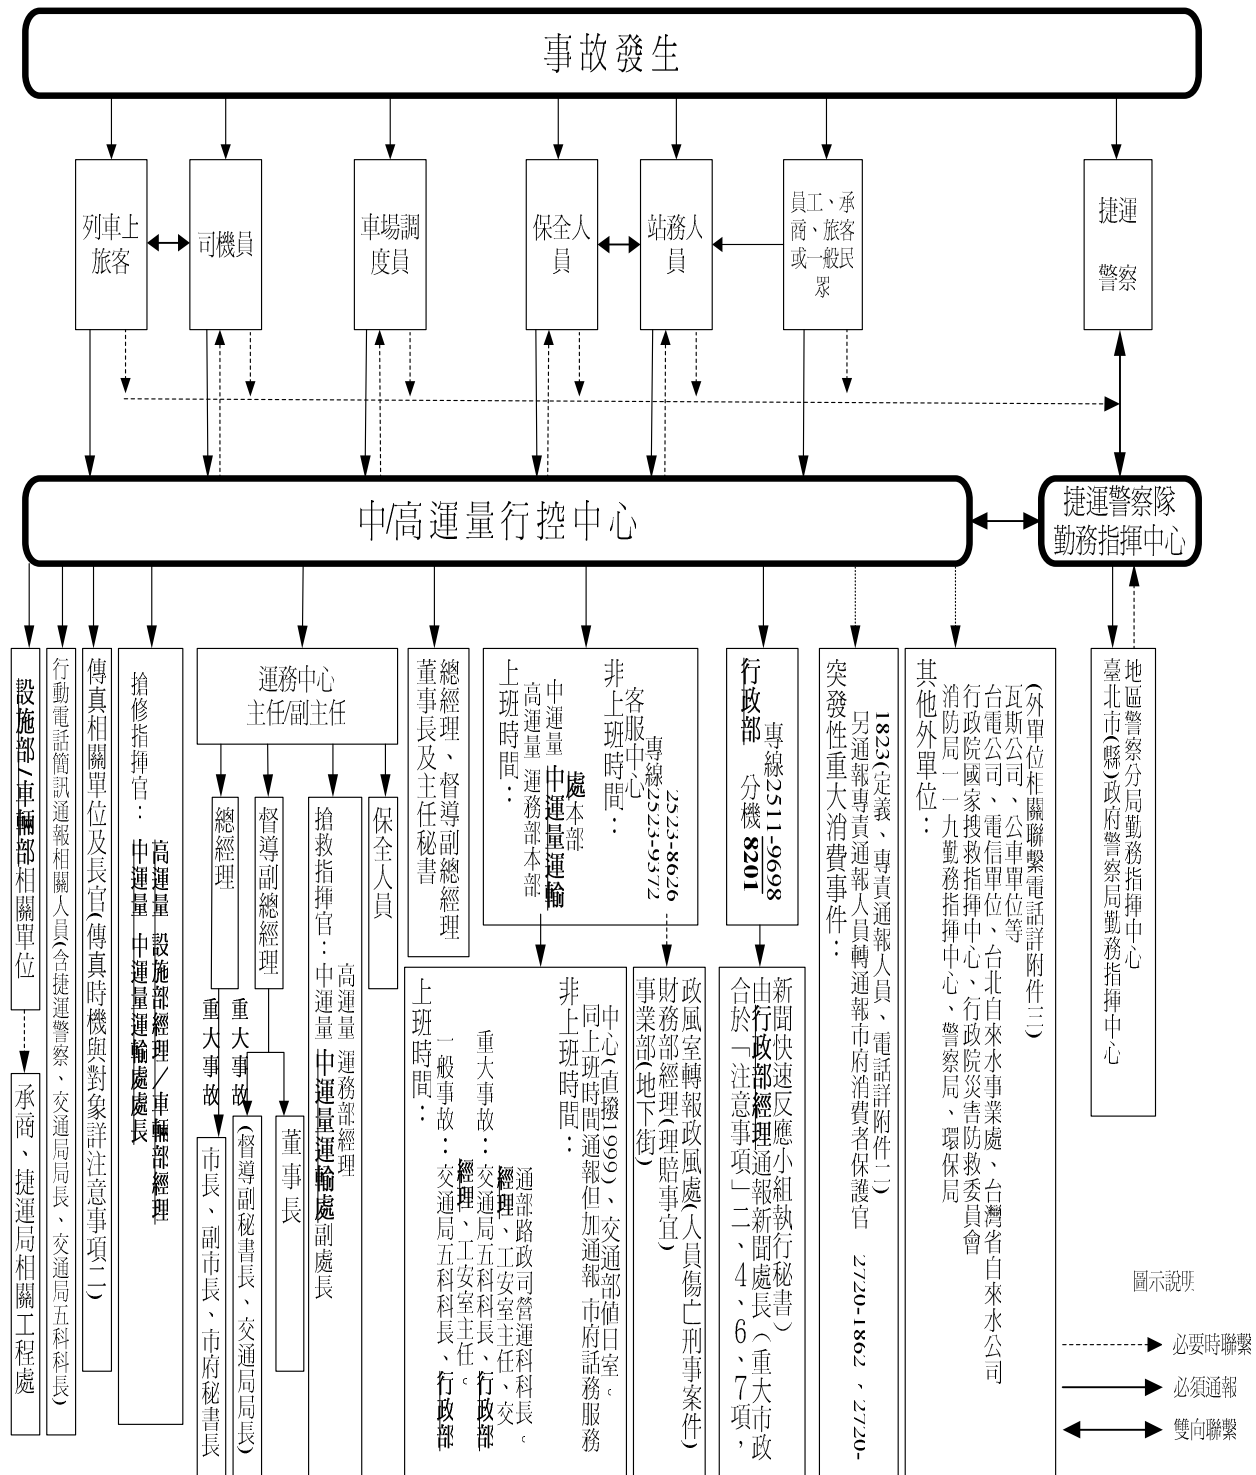 事故發生
列車上
旅客
司機員
車場調
度員
保全人
員
站務人
員
員工、承
商、旅客
或一般民
眾
捷運
警察
中/高運量行控中心
捷運警察隊
勤務指揮中心
設施部/車輛部相關單位
承商、捷運局相關工程處
行動電話簡訊通報相關人員(含捷運警察、交通局局長、交通局五科科長)
傳真相關單位及長官(傳真時機與對象詳注意事項二)
搶修指揮官：
高運量 設施部經理/車輛部經理
中運量 中運量運輸處處長
運務中心
主任/副主任
總經理
重大事故
市長、副市長、市府秘書長
督導副總經理
重大事故
(督導副秘書長、交通局局長)
董事長
搶救指揮官：
高運量 運務部經理
中運量 中運量運輸處副處長
保全人員
總經理、督導副總經理
董事長及主任秘書
上班時間：
高運量 運務部本部
中運量 中運量運輸
處本部
非上班時間：
客服中心
專線2523-9372
2523-8626
上班時間：
一般事故：交通局五科科長、行政部
經理、工安室主任。
重大事故：交通局五科科長、行政部
經理、工安室主任、交
通部路政司營運科科長。
非上班時間：
同上班時間通報但加通報 市府話務服務
中心(直撥1999)、交通部值日室。
政風室轉報政風處(人員傷亡刑事案件)
財務部經理(理賠事宜)
事業部(地下街)
行政部
專線2511-9698
分機 8201
新聞快速反應小組執行秘書)
由行政部經理通報新聞處長（重大市政
合於「注意事項」二、4、6、7項，
突發性重大消費事件：
另通報專責通報人員轉通報市府消費者保護官 2720-1862 、2720-
1823(定義、專責通報人員、電話詳附件二)
其他外單位：
消防局一一九勤務指揮中心、警察局、環保局
行政院國家搜救指揮中心、行政院災害防救委員會
台電公司、電信單位、台北自來水事業處、台灣省自來水公司
瓦斯公司、公車單位等
(外單位相關聯繫電話詳附件三)
地區警察分局勤務指揮中心
臺北市(縣)政府警察局勤務指揮中心
圖示說明
必要時聯繫
必須通報
雙向聯繫